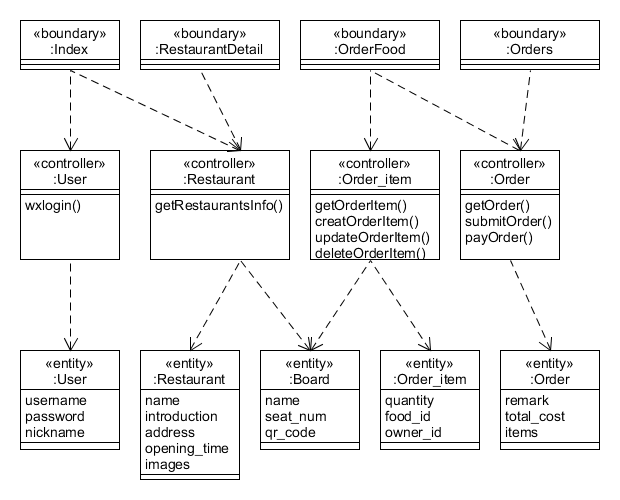 «boundary»
:Index
«boundary»
:RestaurantDetail
«boundary»
:OrderFood
«boundary»
:Orders
«controller»
:User
wxlogin()
«controller»
:Restaurant
getRestaurantsInfo()
«controller»
:Order_item
getOrderItem()
creatOrderItem()
updateOrderItem()
deleteOrderItem()
«controller»
:Order
getOrder()
submitOrder()
payOrder()
«entity»
:User
username
password
nickname
«entity»
:Restaurant
name
introduction
address
opening_time
images
«entity»
:Board
name
seat_num
qr_code
«entity»
:Order_item
quantity
food_id
owner_id
«entity»
:Order
remark
total_cost
items